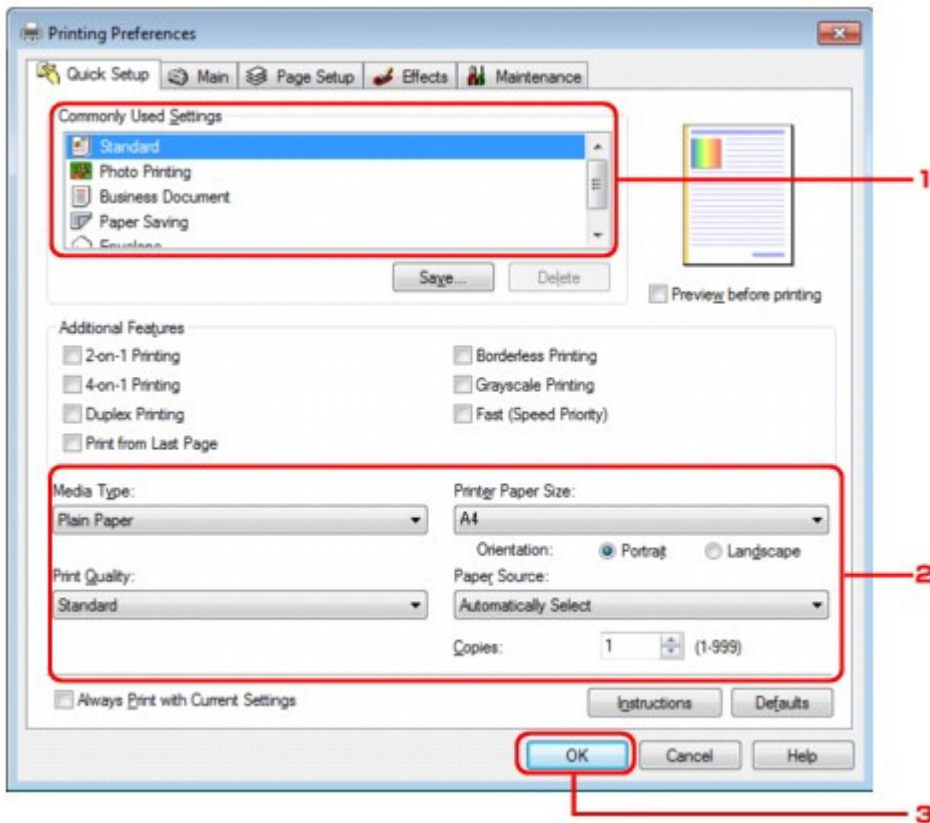 Printing Preferences
Quick Setup Main Page Setup Effects Maintenance
Commonly Used Settings
Standard
Photo Printing
Business Document
Paper Saving
Envelope
1
Save... Delete
Preview before printing
Additional Features
2-on-1 Printing
4-on-1 Printing
Duplex Printing
Print from Last Page
Borderless Printing
Grayscale Printing
Fast (Speed Priority)
Media Type:
Plain Paper
Printer Paper Size:
A4
Orientation: Portrait Landscape
2
Print Quality:
Standard
Paper Source:
Automatically Select
Copies: 1 (1-999)
Always Print with Current Settings
Instructions Defaults
OK Cancel Help
3